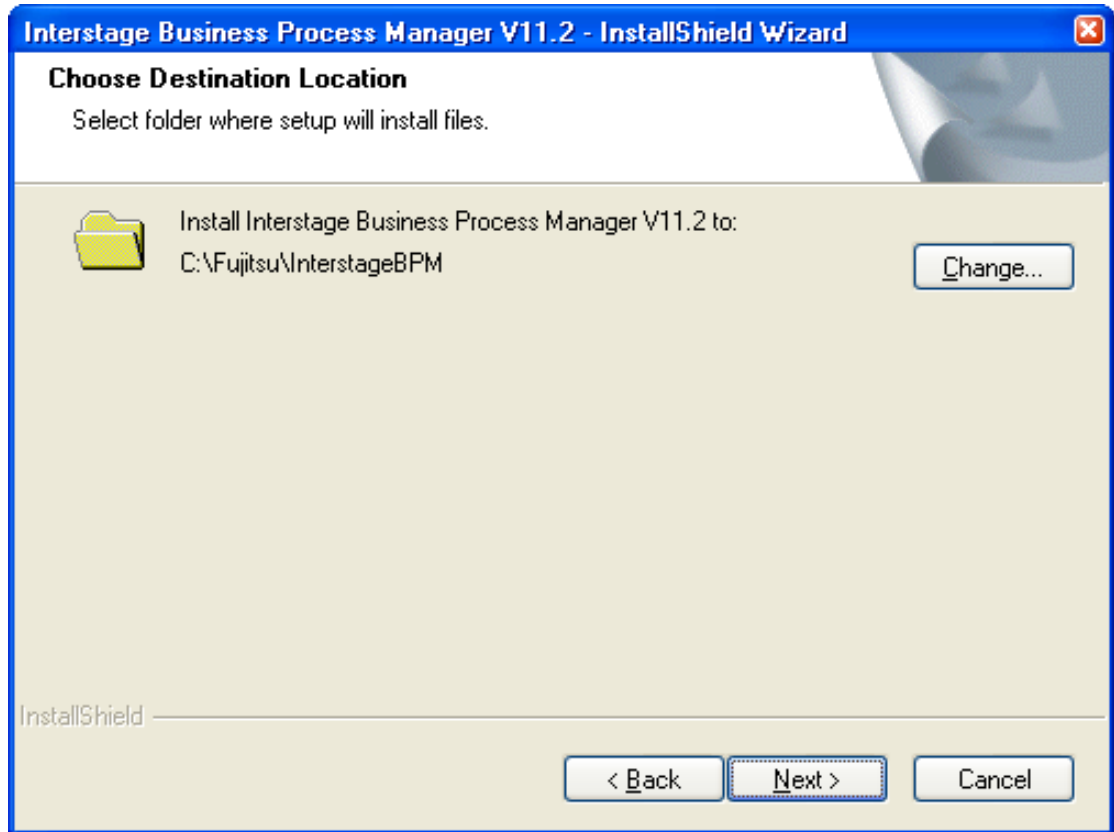 Interstage Business Process Manager V11.2 - InstallShield Wizard
Choose Destination Location
Select folder where setup will install files.
Install Interstage Business Process Manager V11.2 to:
C:\Fujitsu\InterstageBPM
Change...
InstallShield
< Back
Next >
Cancel